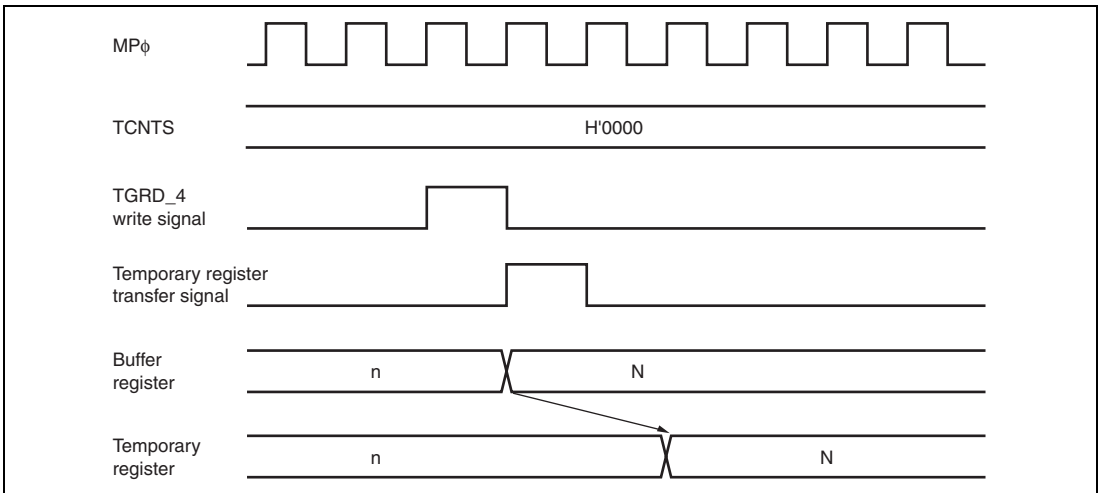 MPϕ
TCNTS
H'0000
TGRD_4
write signal
Temporary register
transfer signal
Buffer
register
n
N
Temporary
register
n
N